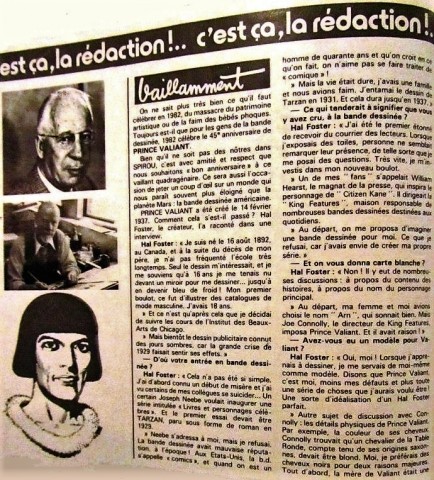 est ça, la rédaction!.. c'est ça, la rédaction!..
Vaillamment
On ne sait plus très bien ce qu'il faut
célébrer en 1982, du massacre du patrimoine
artistique ou de la faim des bébés phoques.
Toujours est-il que pour les gens de la bande
dessinée, 1982 célèbre le 45e anniversaire de
PRINCE VALIANT.
Bien qu'il ne soit pas des nôtres dans
SPIROU, c'est avec amitié et respect que
nous souhaitons « bon anniversaire » à ce
vaillant quadragénaire. Ce sera aussi l'occa-
sion de jeter un coup d'œil sur un monde qui
nous paraît souvent plus éloigné que la
planète Mars : la bande dessinée américaine.
PRINCE VALIANT a été créé le 14 février
1937. Comment cela s'est-il passé ? Hal
Foster, le créateur, l'a raconté dans une
interview.
Hal Foster : « Je suis né le 16 août 1892,
au Canada, et à la suite du décès de mon
père, je n'ai pas fréquenté l'école très
longtemps. Seul le dessin m'intéressait, et je
me souviens qu'à 16 ans je me tenais nu
devant un miroir pour me dessiner... jusqu'à
en devenir bleu de froid ! Mon premier
boulot, ce fut d'illustrer des catalogues de
mode masculine. J'avais 18 ans.
» Et ce n'est qu'après cela que je décidai
de suivre les cours de l'Institut des Beaux-
Arts de Chicago.
» Mais bientôt le dessin publicitaire connut
des jours sombres, car la grande crise de
1929 faisait sentir ses effets. »
— D'où votre entrée en bande dessi-
née ?
Hal Foster : « Cela n'a pas été si simple.
J'ai d'abord connu un début de misère et j'ai
vu certains de mes collègues se suicider... Un
certain Joseph Neebe voulait inaugurer une
série intitulée « Livres et personnages célè-
bres ». Et le premier essai devait être
TARZAN, paru sous forme de roman en
1929.
» Neebe s'adressa à moi, mais je refusai.
La bande dessinée avait mauvaise réputa-
tion, à l'époque ! Aux Etats-Unis, la b.d.
s'appelle « comics », et quand on est un
homme de quarante ans et qu'on croit en ce
qu'on fait, on n'aime pas se faire traiter de
« comique » !
» Mais la vie était dure, j'avais une famille
et nous avions faim. J'entamai le dessin de
Tarzan en 1931. Et cela dura jusqu'en 1937. »
— Ce qui tenderait à signifier que vous
y avez cru, à la bande dessinée ?
Hal Foster : « J'ai été le premier étonné
de recevoir du courrier des lecteurs. Lorsque
j'exposais des toiles, personne ne semblait
remarquer leur présence, de telle sorte que je
me posai des questions. Très vite, je m'in-
vestis dans mon nouveau boulot.
» Un de mes "fans" s'appelait William
Hearst, le magnat de la presse, qui inspira le
personnage de "Citizen Kane". Il dirigeait
"King Features", maison responsable de
nombreuses bandes dessinées destinées aux
quotidiens.
» Au départ, on me proposa d'imaginer
une bande dessinée pour moi. Ce que je
refusai, car j'avais envie de créer ma propre
série. »
— Et on vous donna carte blanche ?
Hal Foster : « Non ! Il y eut de nombreu-
ses discussions : à propos du contenu des
histoires, à propos du nom du personnage
principal.
» Au départ, ma femme et moi avions
choisi le nom "Arn", qui sonnait bien. Mais
Joe Connolly, le directeur de King Features,
imposa Prince Valiant. Et il avait raison ! »
— Avez-vous eu un modèle pour Va-
liant ?
Hal Foster : « Oui, moi ! Lorsque j'appre-
nais à dessiner, je me servais de moi-même
comme modèle. Disons que Prince Valiant,
c'est moi, moins mes défauts et plus toute
une série de choses que j'aurais voulu être !
Une sorte d'idéalisation d'un Hal Foster
parfait.
» Autre sujet de discussion avec Con-
nolly : les détails physiques de Prince Valiant.
Par exemple, la couleur de ses cheveux.
Connolly trouvait qu'un chevalier de la Table
Ronde, compte tenu de ses origines saxon-
nes, devait être blond. Moi, je préférais des
cheveux noirs pour deux raisons majeures.
Tout d'abord, la mère de Valiant était une